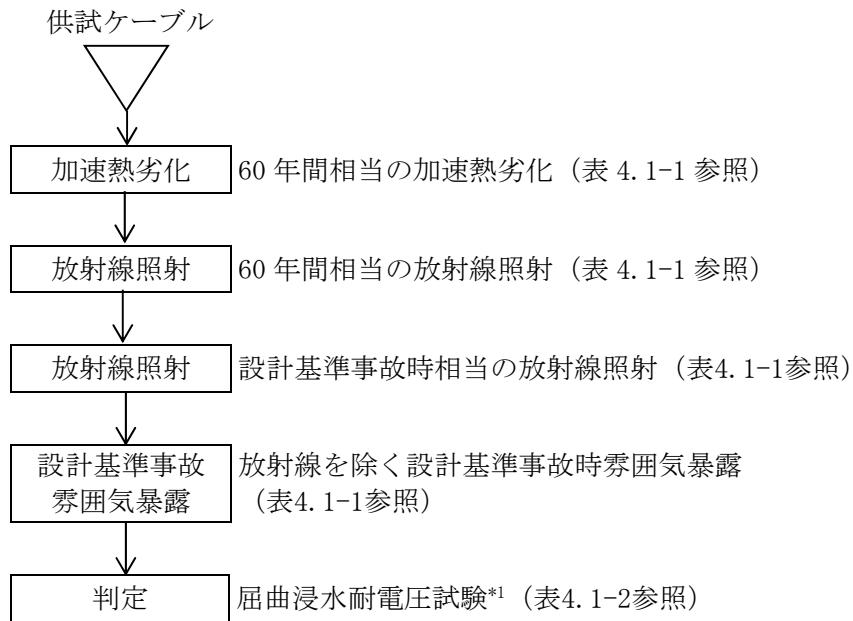 供試ケーブル
加速熱劣化 60 年間相当の加速熱劣化（表 4.1-1 参照）
放射線照射 60 年間相当の放射線照射（表 4.1-1 参照）
放射線照射 設計基準事故時相当の放射線照射（表4.1-1参照）
設計基準事故 放射線を除く設計基準事故時雰囲気暴露
雰囲気暴露 （表4.1-1参照）
判定 屈曲浸水耐電圧試験*1（表4.1-2参照）